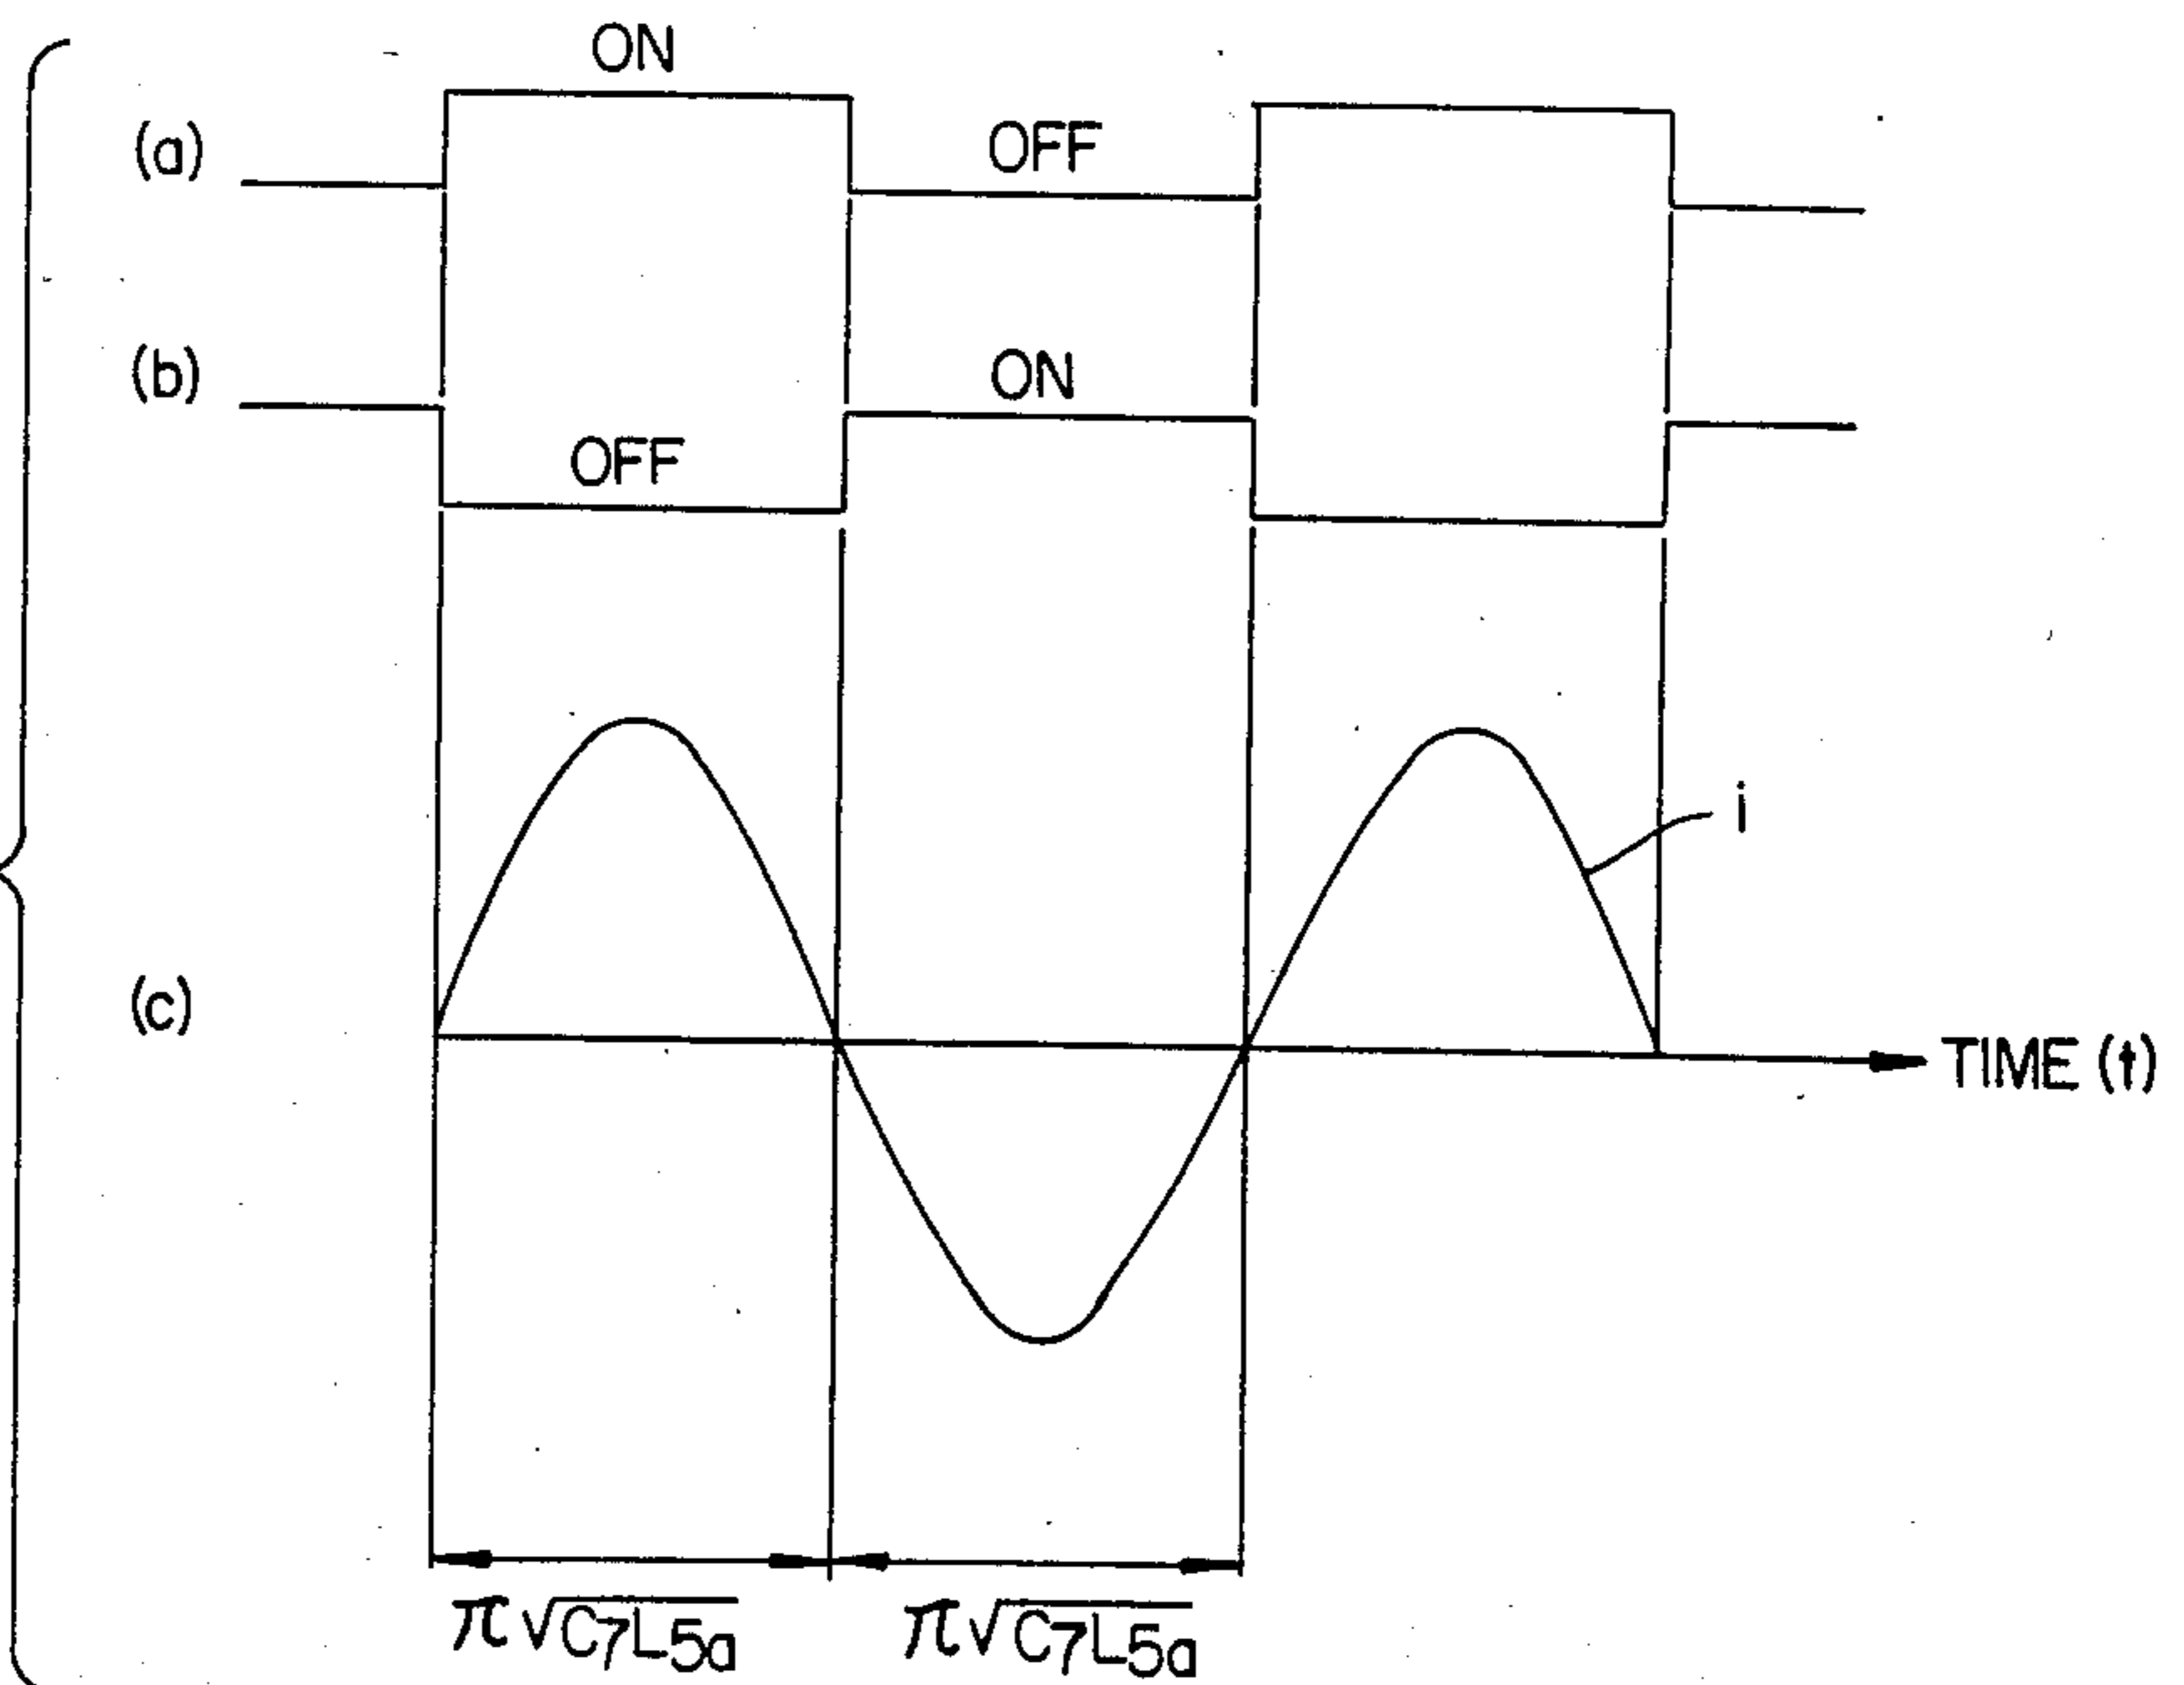 ON
(a)
OFF
(b)
ON
OFF
i
(c)
TIME (t)
π√C7L5a
π√C7L5a